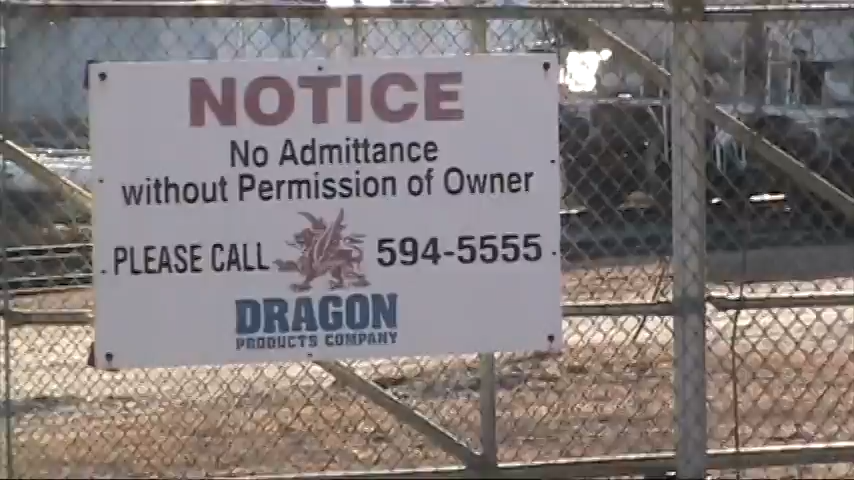 NOTICE
No Admittance
without Permission of Owner
PLEASE CALL 594-5555
DRAGON
PRODUCTS COMPANY